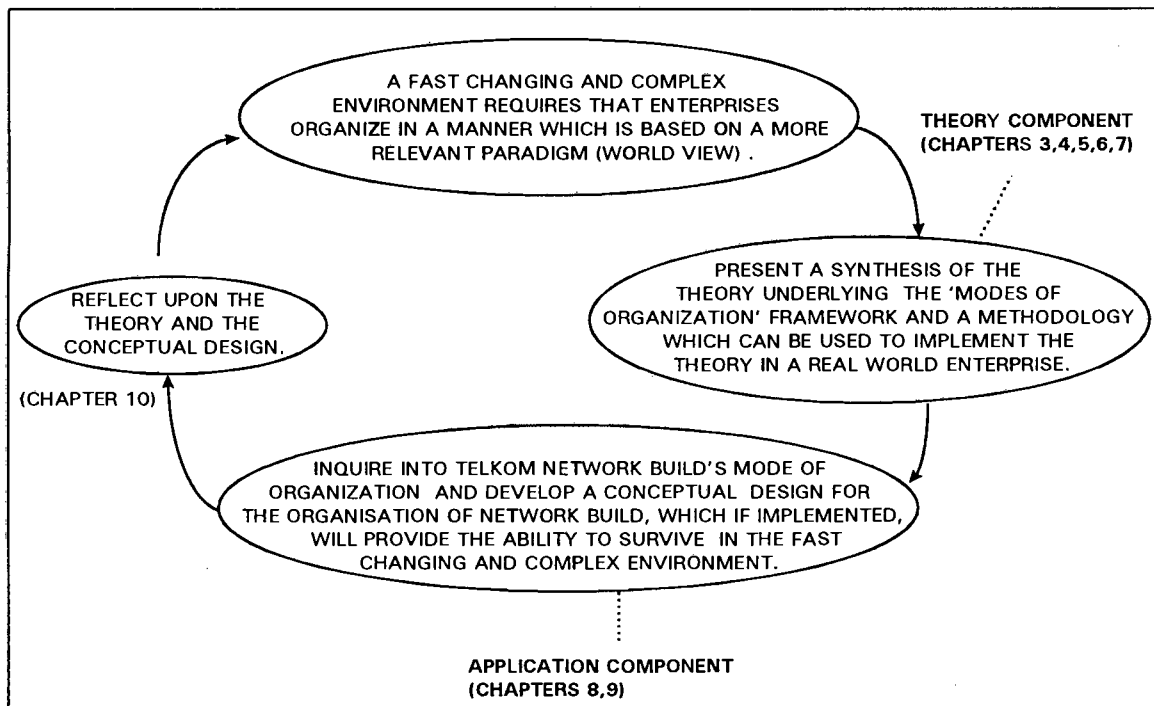 A FAST CHANGING AND COMPLEX
ENVIRONMENT REQUIRES THAT ENTERPRISES
ORGANIZE IN A MANNER WHICH IS BASED ON A MORE
RELEVANT PARADIGM (WORLD VIEW) .
THEORY COMPONENT
(CHAPTERS 3,4,5,6,7)
PRESENT A SYNTHESIS OF THE
THEORY UNDERLYING THE 'MODES OF
ORGANIZATION' FRAMEWORK AND A METHODOLOGY
WHICH CAN BE USED TO IMPLEMENT THE
THEORY IN A REAL WORLD ENTERPRISE.
REFLECT UPON THE
THEORY AND THE
CONCEPTUAL DESIGN.
(CHAPTER 10)
INQUIRE INTO TELKOM NETWORK BUILD'S MODE OF
ORGANIZATION AND DEVELOP A CONCEPTUAL DESIGN FOR
THE ORGANISATION OF NETWORK BUILD, WHICH IF IMPLEMENTED,
WILL PROVIDE THE ABILITY TO SURVIVE IN THE FAST
CHANGING AND COMPLEX ENVIRONMENT.
APPLICATION COMPONENT
(CHAPTERS 8,9)